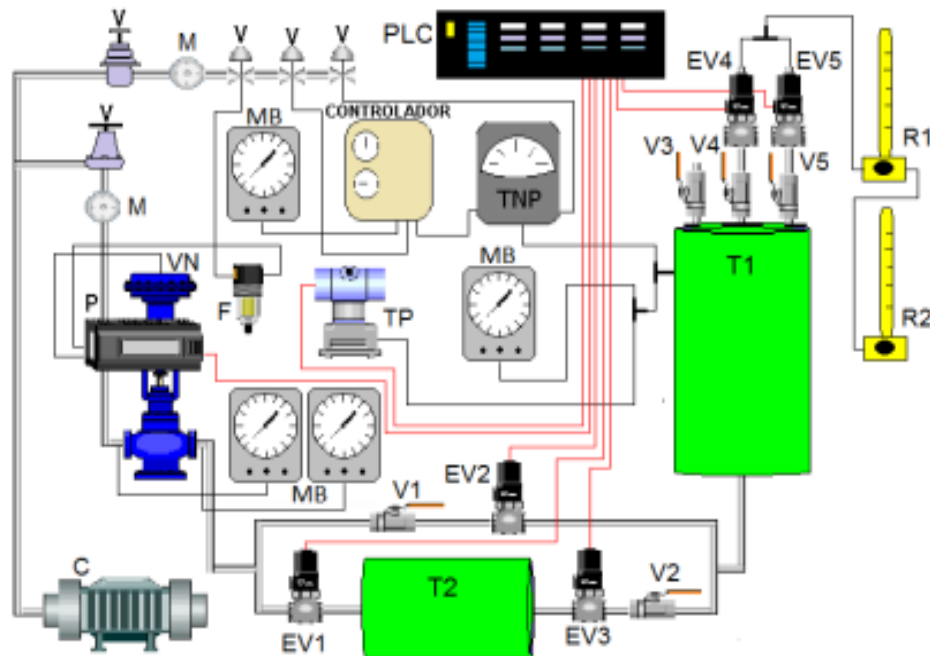 V
M
V
V
V
PLC
EV4
EV5
MB
CONTROLADOR
V
R1
V3
V4
V5
M
TNP
T1
VN
MB
P
F
TP
R2
MB
EV2
V1
C
T2
V2
EV1
EV3